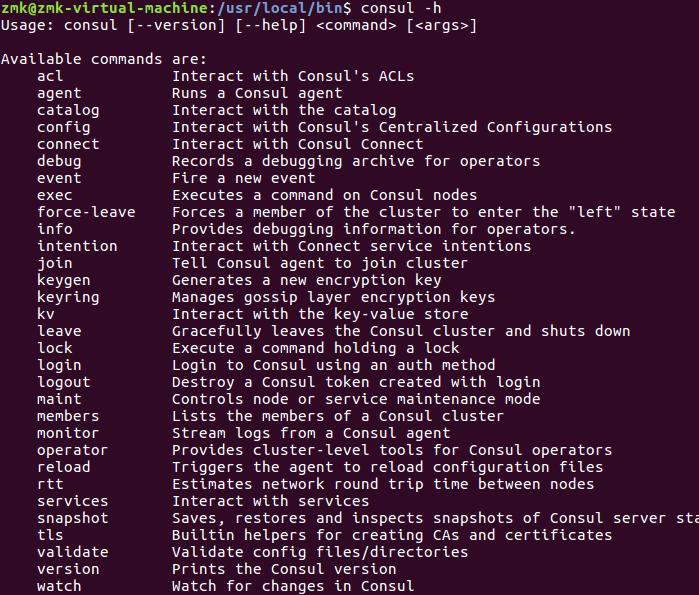 zmk@zmk-virtual-machine:/usr/local/bin$ consul -h
Usage: consul [--version] [--help] <command> [<args>]

Available commands are:
    acl            Interact with Consul's ACLs
    agent          Runs a Consul agent
    catalog        Interact with the catalog
    config         Interact with Consul's Centralized Configurations
    connect        Interact with Consul Connect
    debug          Records a debugging archive for operators
    event          Fire a new event
    exec           Executes a command on Consul nodes
    force-leave    Forces a member of the cluster to enter the "left" state
    info           Provides debugging information for operators.
    intention      Interact with Connect service intentions
    join           Tell Consul agent to join cluster
    keygen         Generates a new encryption key
    keyring        Manages gossip layer encryption keys
    kv             Interact with the key-value store
    leave          Gracefully leaves the Consul cluster and shuts down
    lock           Execute a command holding a lock
    login          Login to Consul using an auth method
    logout         Destroy a Consul token created with login
    maint          Controls node or service maintenance mode
    members        Lists the members of a Consul cluster
    monitor        Stream logs from a Consul agent
    operator       Provides cluster-level tools for Consul operators
    reload         Triggers the agent to reload configuration files
    rtt            Estimates network round trip time between nodes
    services       Interact with services
    snapshot       Saves, restores and inspects snapshots of Consul server sta
    tls            Builtin helpers for creating CAs and certificates
    validate       Validate config files/directories
    version        Prints the Consul version
    watch          Watch for changes in Consul